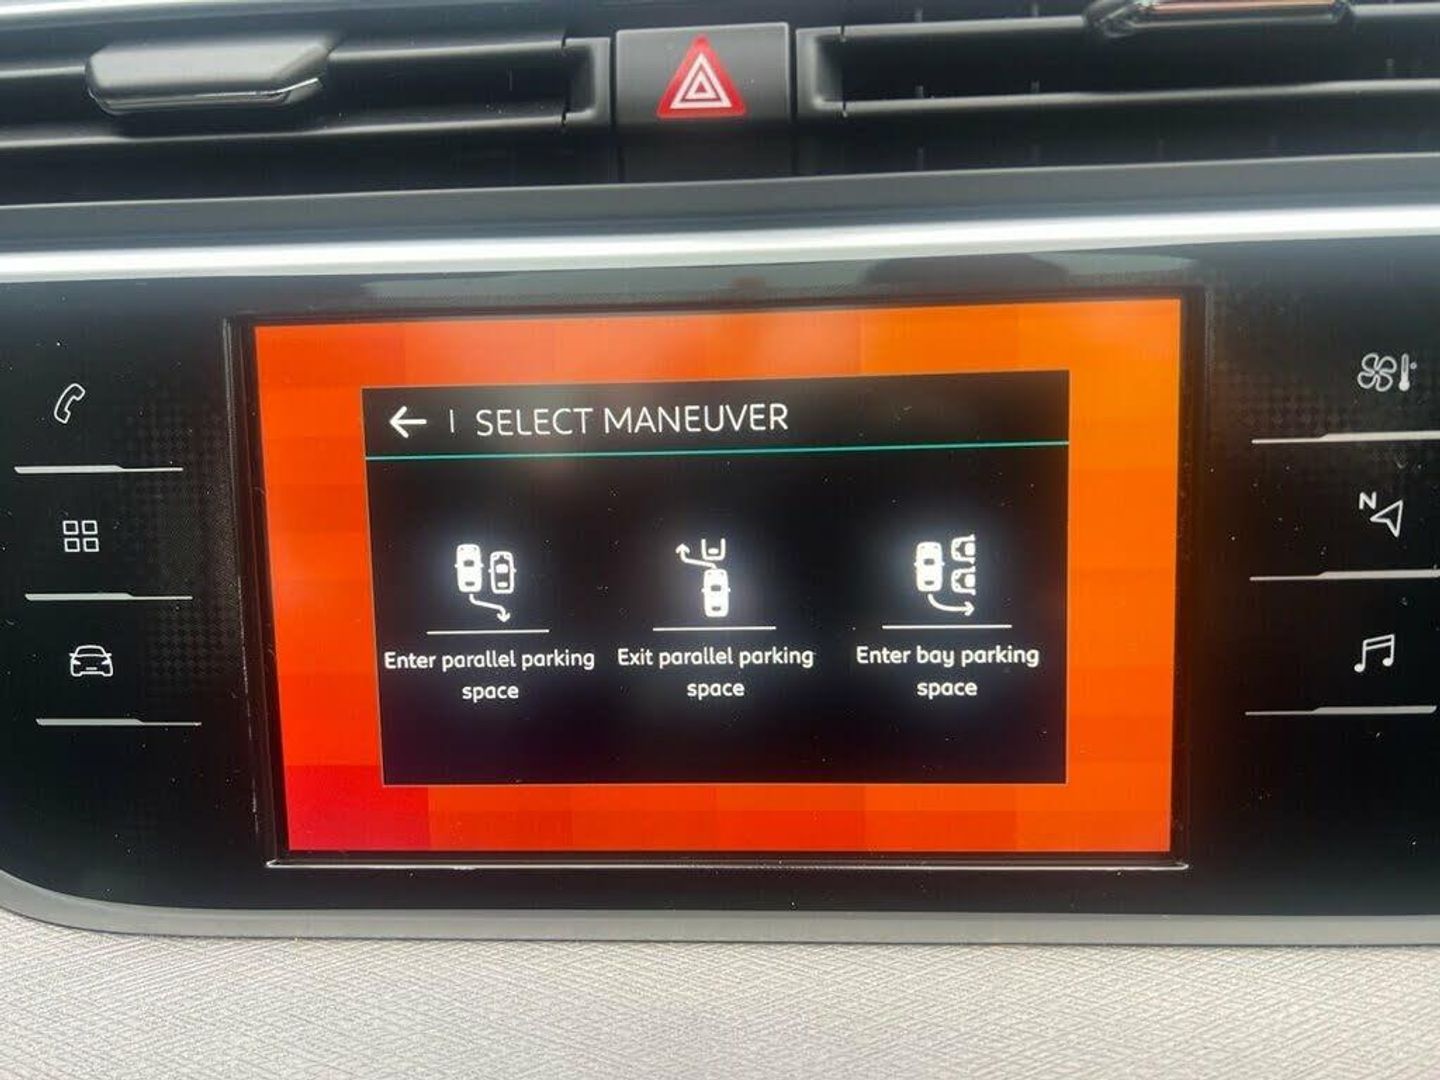 SELECT MANEUVER
Enter parallel parking
space
Exit parallel parking
space
Enter bay parking
space
N